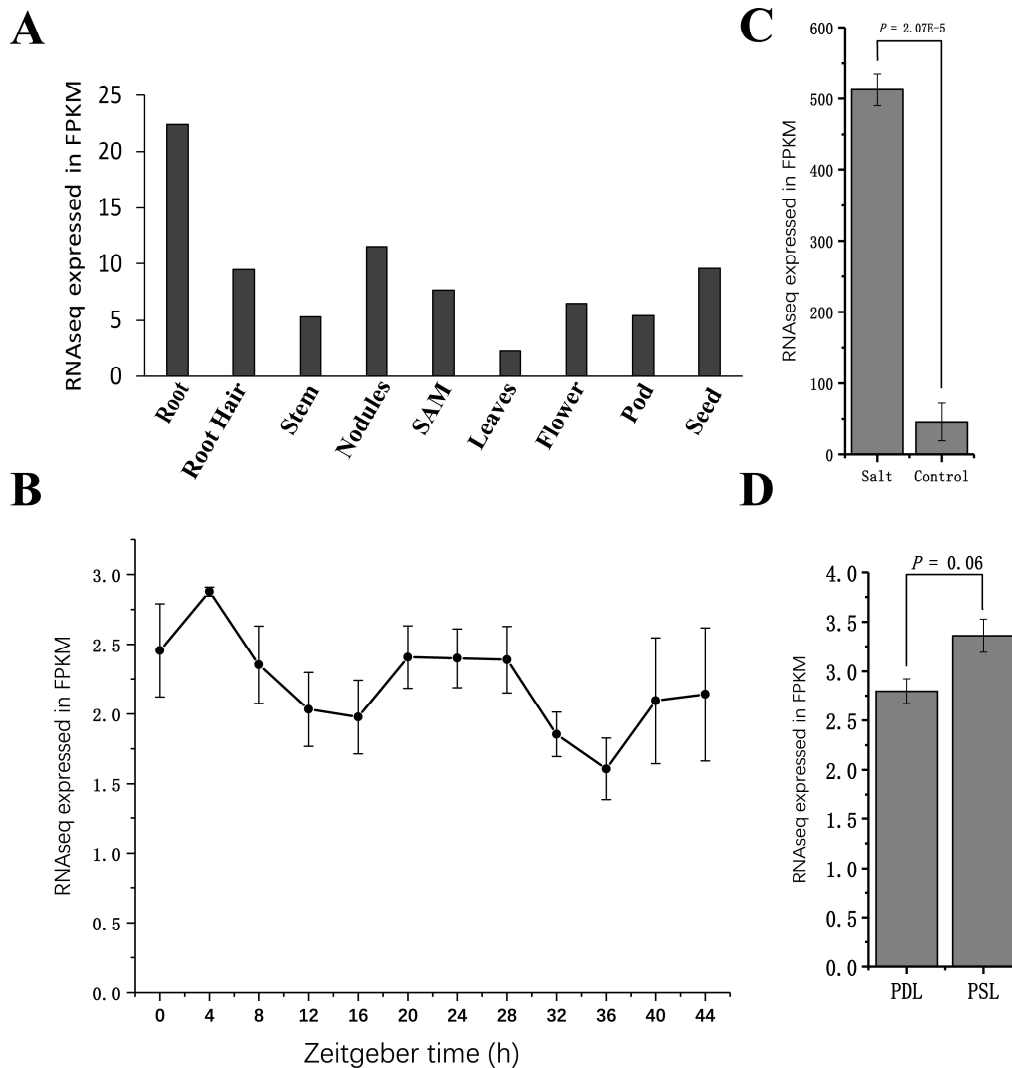 A
RNAseq expressed in FPKM
25
20
15
10
5
0
Root
Root Hair
Stem
Nodules
SAM
Leaves
Flower
Pod
Seed
C
P = 2.07E-5
RNAseq expressed in FPKM
600
500
400
300
200
100
0
Salt Control
B
RNAseq expressed in FPKM
3.0
2.5
2.0
1.5
1.0
0.5
0.0
0 4 8 12 16 20 24 28 32 36 40 44
Zeitgeber time (h)
D
P = 0.06
RNAseq expressed in FPKM
4.0
3.5
3.0
2.5
2.0
1.5
1.0
0.5
0.0
PDL PSL